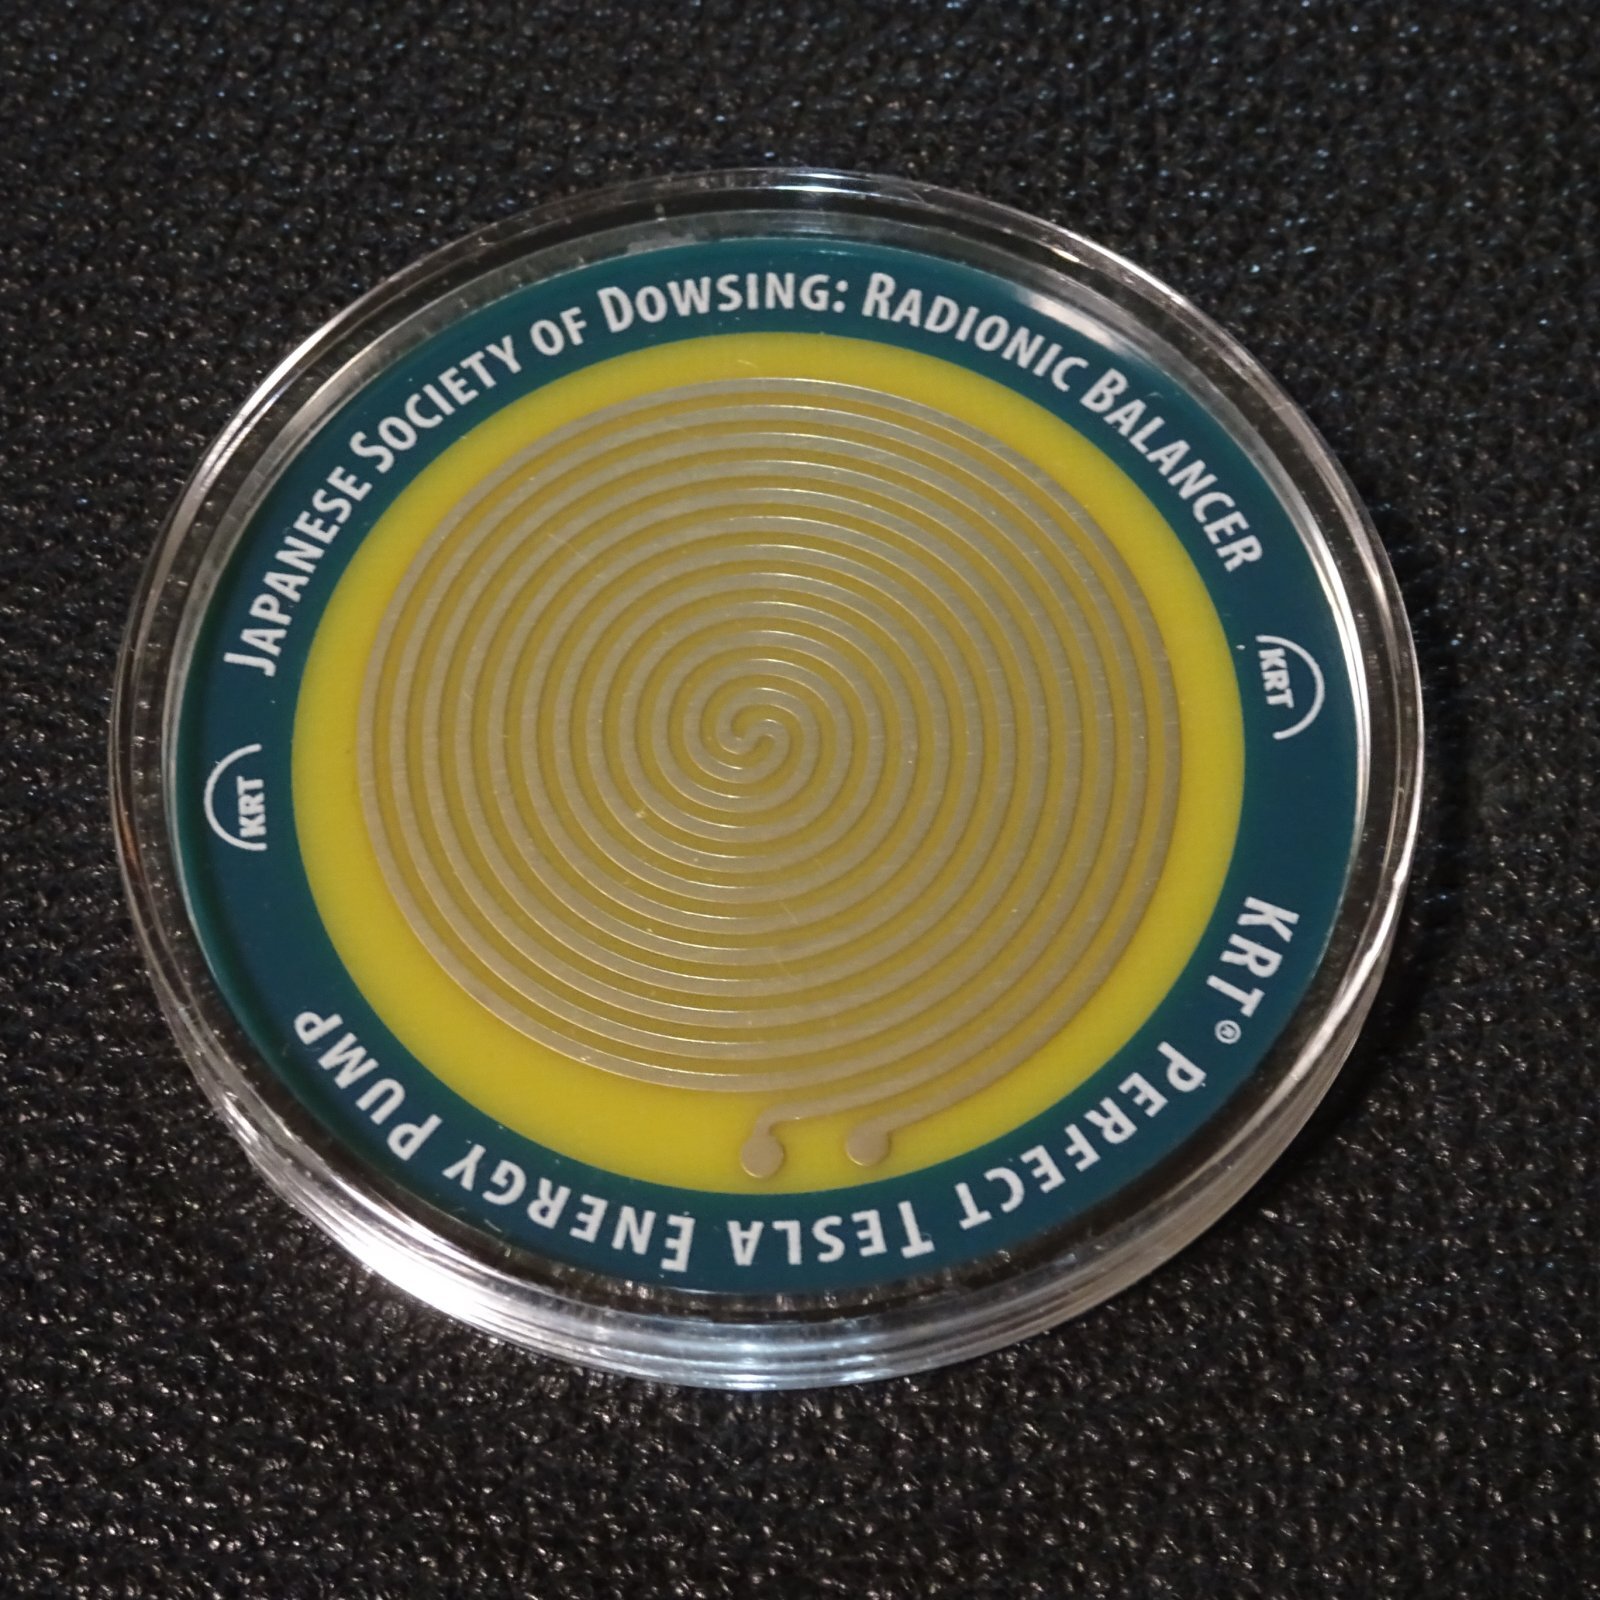 JAPANESE SOCIETY OF DOWSING: RADIONIC BALANCER
KRT
KRT® PERFECT TESLA ENERGY PUMP
KRT